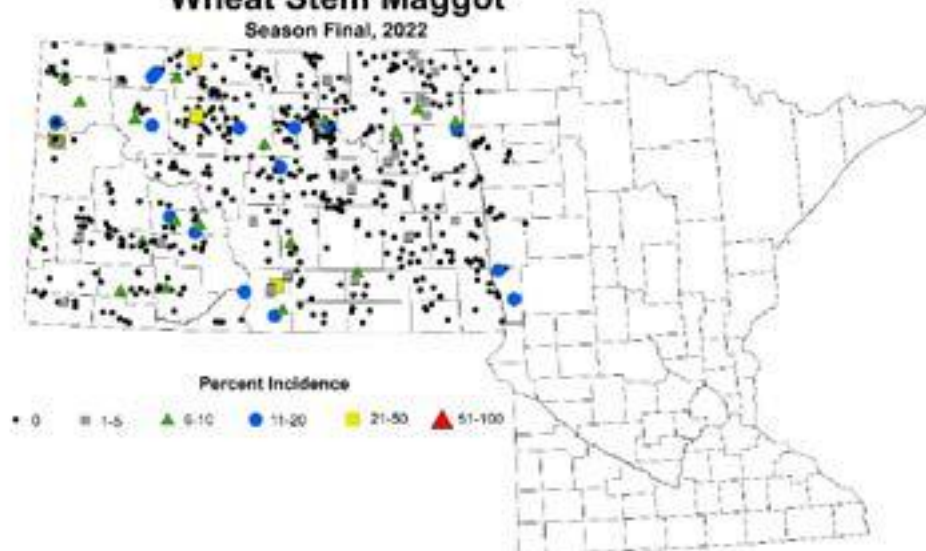 Wheat Stem Maggot
Season Final, 2022
Percent Incidence
0 1-5 6-10 11-20 21-50 51-100